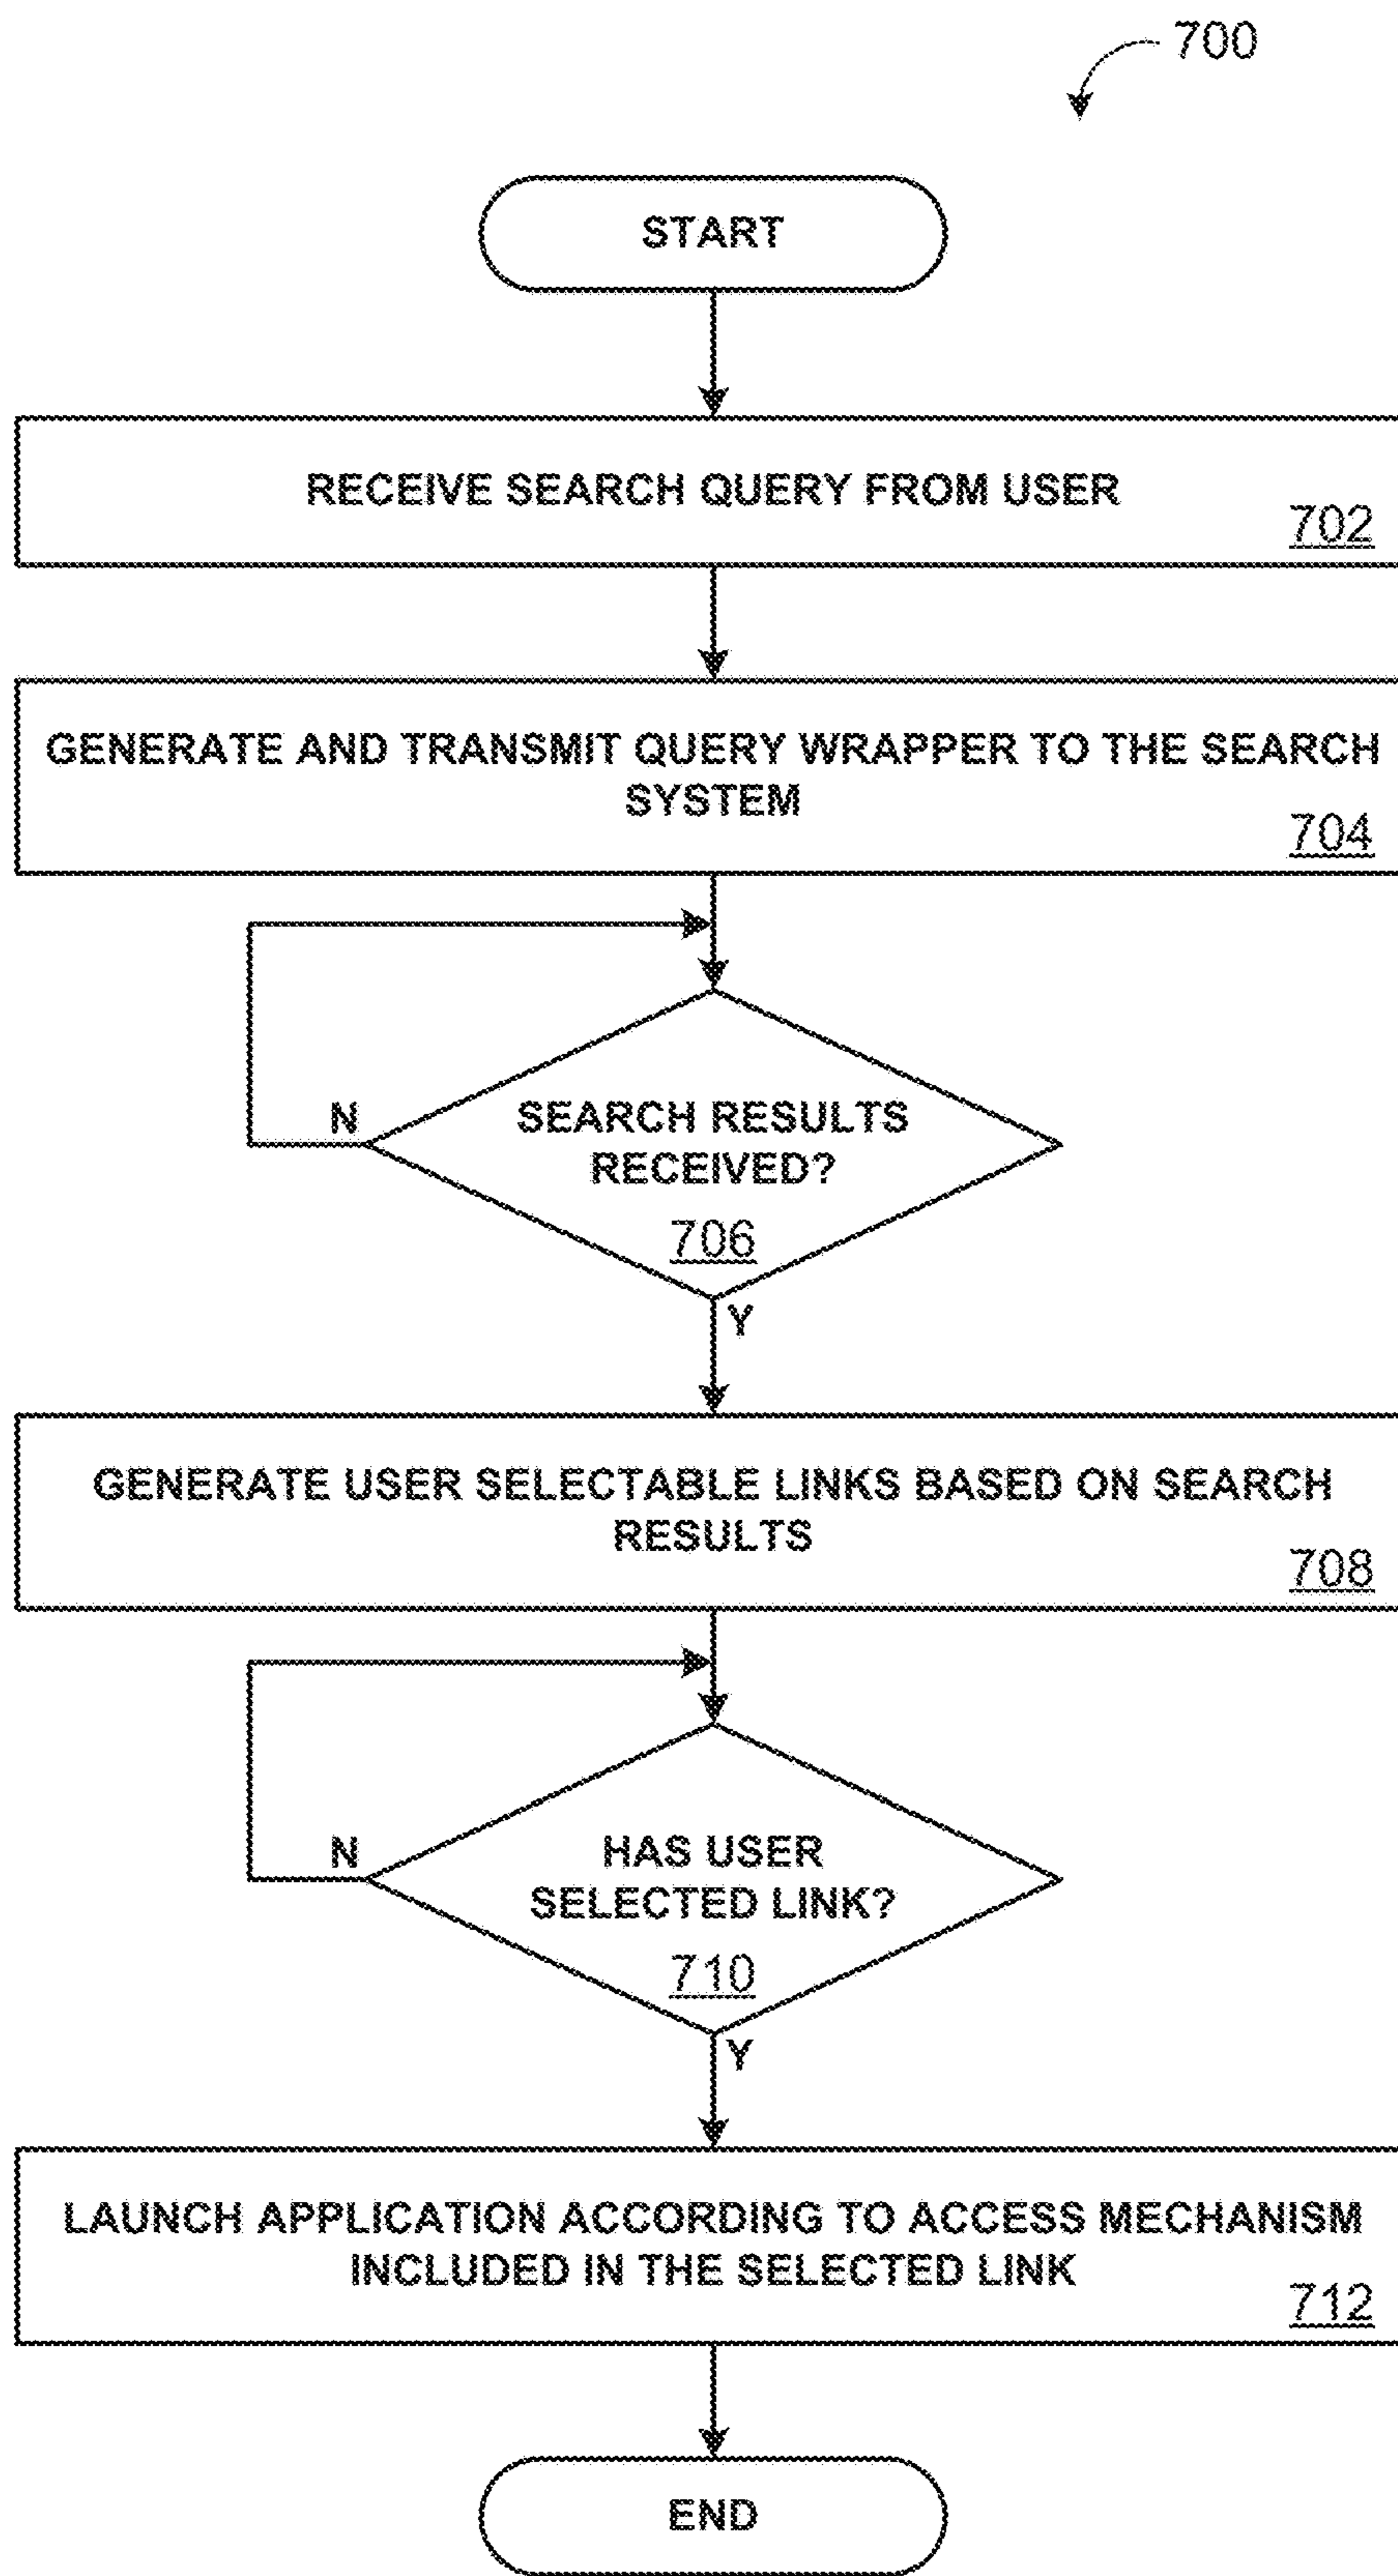 700
START
RECEIVE SEARCH QUERY FROM USER
702
GENERATE AND TRANSMIT QUERY WRAPPER TO THE SEARCH
SYSTEM
704
SEARCH RESULTS
RECEIVED?
N
706
Y
GENERATE USER SELECTABLE LINKS BASED ON SEARCH
RESULTS
708
HAS USER
N
SELECTED LINK?
710
Y
LAUNCH APPLICATION ACCORDING TO ACCESS MECHANISM
INCLUDED IN THE SELECTED LINK
712
END